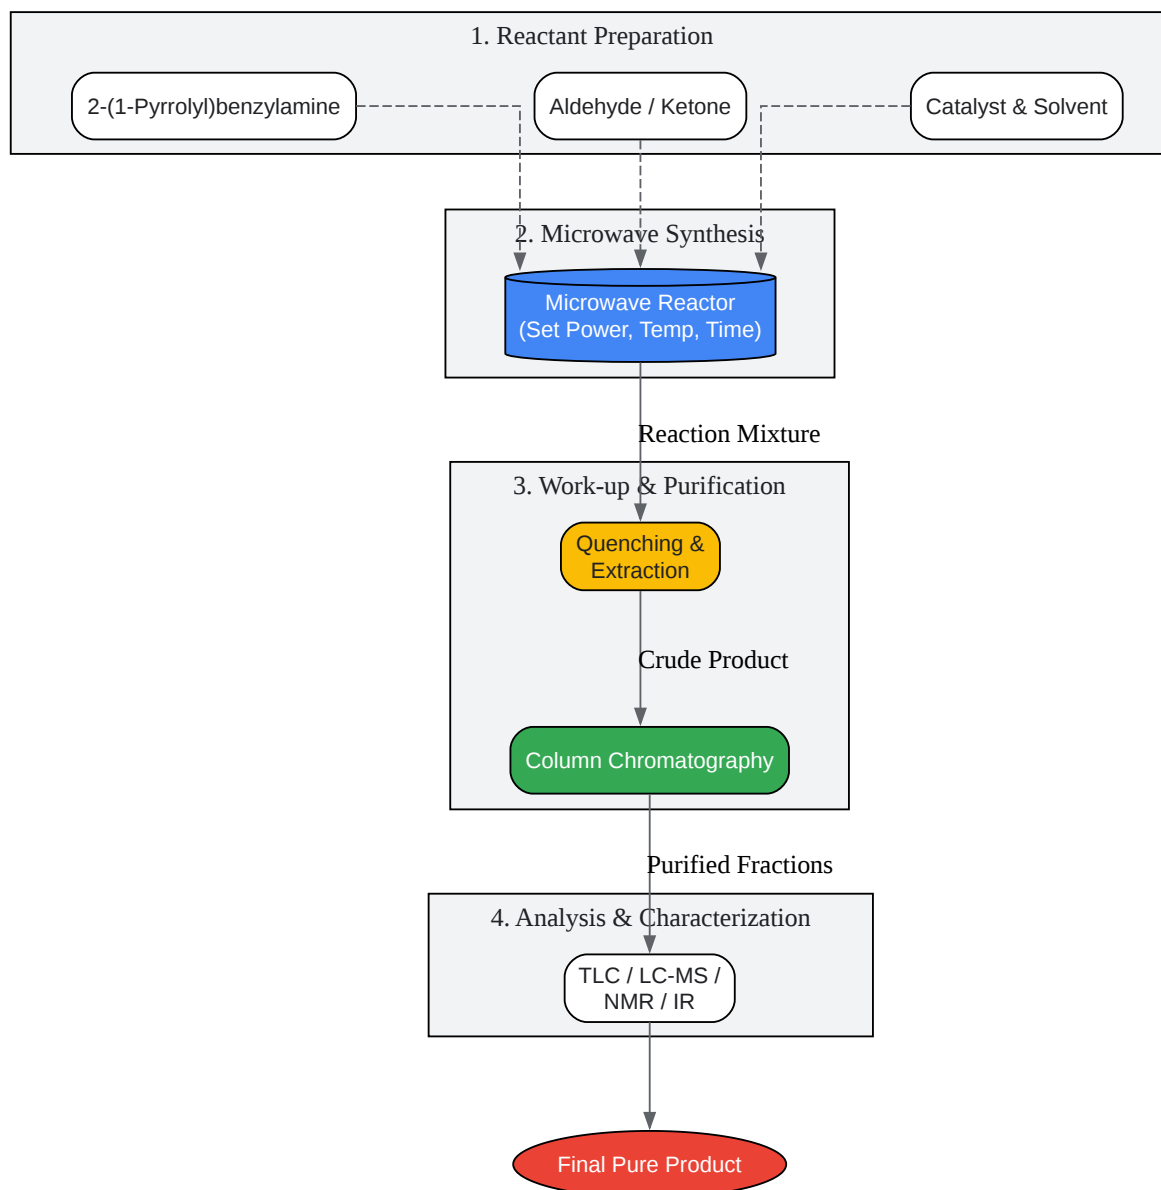 1. Reactant Preparation
2-(1-Pyrrolyl)benzylamine
Aldehyde / Ketone
Catalyst & Solvent
2. Microwave Synthesis
Microwave Reactor
(Set Power, Temp, Time)
Reaction Mixture
3. Work-up & Purification
Quenching &
Extraction
Crude Product
Column Chromatography
Purified Fractions
4. Analysis & Characterization
TLC / LC-MS /
NMR / IR
Final Pure Product